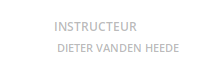 INSTRUCTEUR
DIETER VANDEN HEEDE